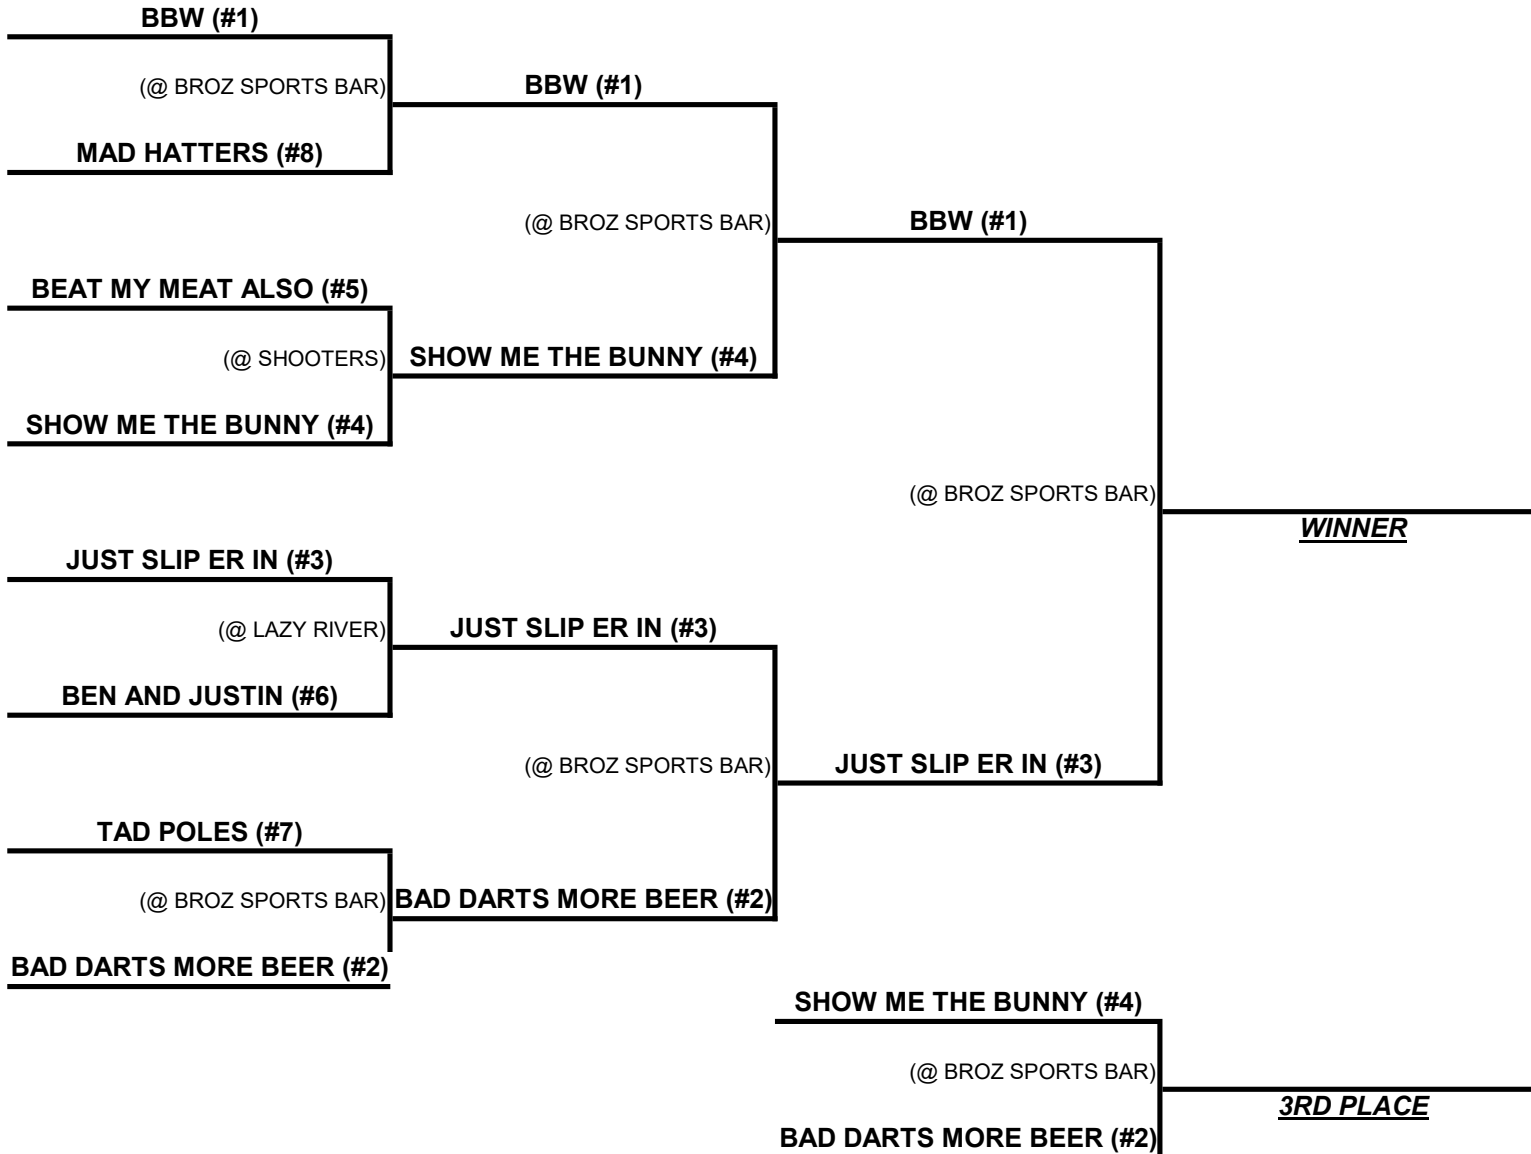 BBW (#1)
(@ BROZ SPORTS BAR)
BBW (#1)
MAD HATTERS (#8)
(@ BROZ SPORTS BAR)
BBW (#1)
BEAT MY MEAT ALSO (#5)
(@ SHOOTERS)
SHOW ME THE BUNNY (#4)
SHOW ME THE BUNNY (#4)
(@ BROZ SPORTS BAR)
WINNER
JUST SLIP ER IN (#3)
(@ LAZY RIVER)
JUST SLIP ER IN (#3)
BEN AND JUSTIN (#6)
(@ BROZ SPORTS BAR)
JUST SLIP ER IN (#3)
TAD POLES (#7)
(@ BROZ SPORTS BAR)
BAD DARTS MORE BEER (#2)
BAD DARTS MORE BEER (#2)
SHOW ME THE BUNNY (#4)
(@ BROZ SPORTS BAR)
3RD PLACE
BAD DARTS MORE BEER (#2)